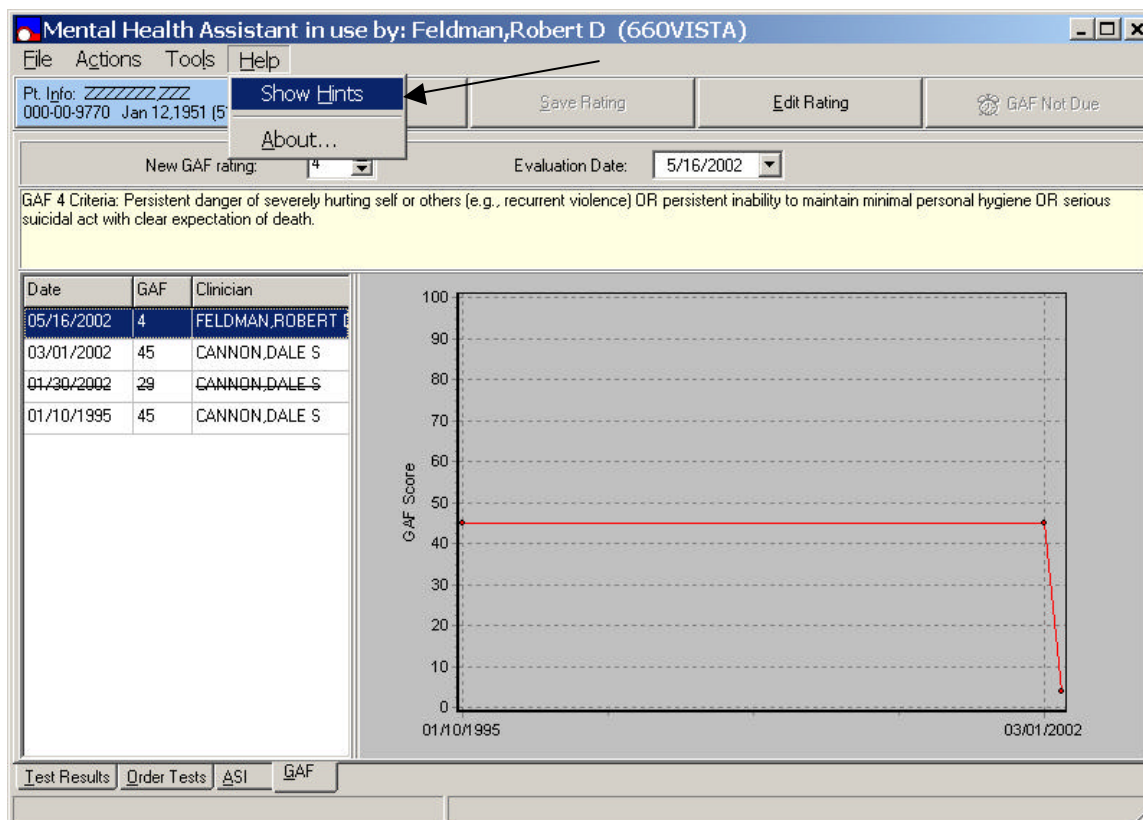 Mental Health Assistant in use by: Feldman,Robert D (660VISTA)
File Actions Tools Help
Show Hints
About...
Pt. Info: ZZZZZZZ,ZZZ
000-00-9770 Jan 12,1951 (5
Save Rating
Edit Rating
GAF Not Due
New GAF rating: 4 Evaluation Date: 5/16/2002
GAF 4 Criteria: Persistent danger of severely hurting self or others (e.g., recurrent violence) OR persistent inability to maintain minimal personal hygiene OR serious
suicidal act with clear expectation of death.
Date GAF Clinician
05/16/2002 4 FELDMAN,ROBERT D
03/01/2002 45 CANNON,DALE S
01/30/2002 29 CANNON,DALE S
01/10/1995 45 CANNON,DALE S
GAF Score
100
90
80
70
60
50
40
30
20
10
0
01/10/1995 03/01/2002
Test Results Order Tests ASI GAF